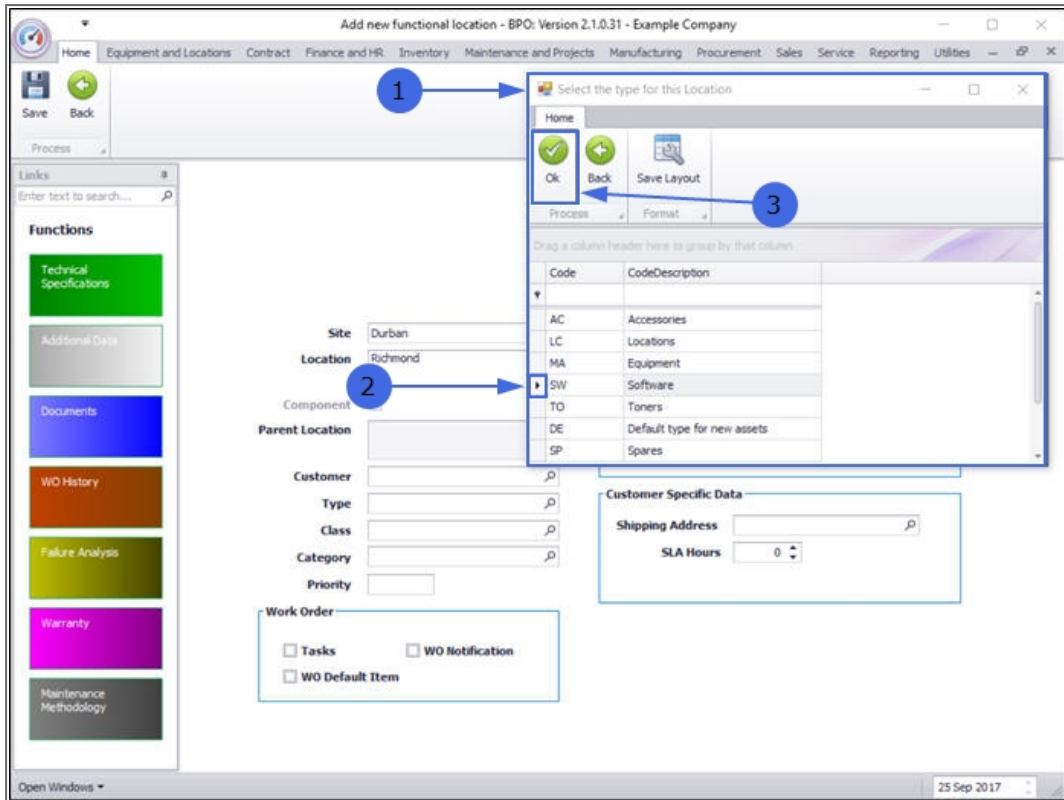 Add new functional location - BPO: Version 2.1.0.31 - Example Company
Home Equipment and Locations Contract Finance and HR Inventory Maintenance and Projects Manufacturing Procurement Sales Service Reporting Utilities
Save Back
Process
1
Select the type for this Location
Home
Ok Back Save Layout
3
Process Format
Drag a column header here to group by that column
Code CodeDescription
AC Accessories
LC Locations
MA Equipment
2
SW Software
TO Toners
DE Default type for new assets
SP Spares
Links
Enter text to search...
Functions
Technical
Specifications
Additional Data
Documents
WO History
Failure Analysis
Warranty
Maintenance
Methodology
Site Durban
Location Richmond
Component
Parent Location
Customer
Type
Class
Category
Priority
Customer Specific Data
Shipping Address
SLA Hours 0
Work Order
Tasks WO Notification
WO Default Item
Open Windows
25 Sep 2017